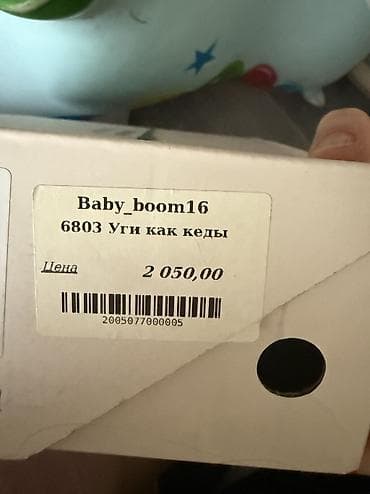 Baby_boom16
6803 Уги как кеды
Цена 2 050,00
2005077000005